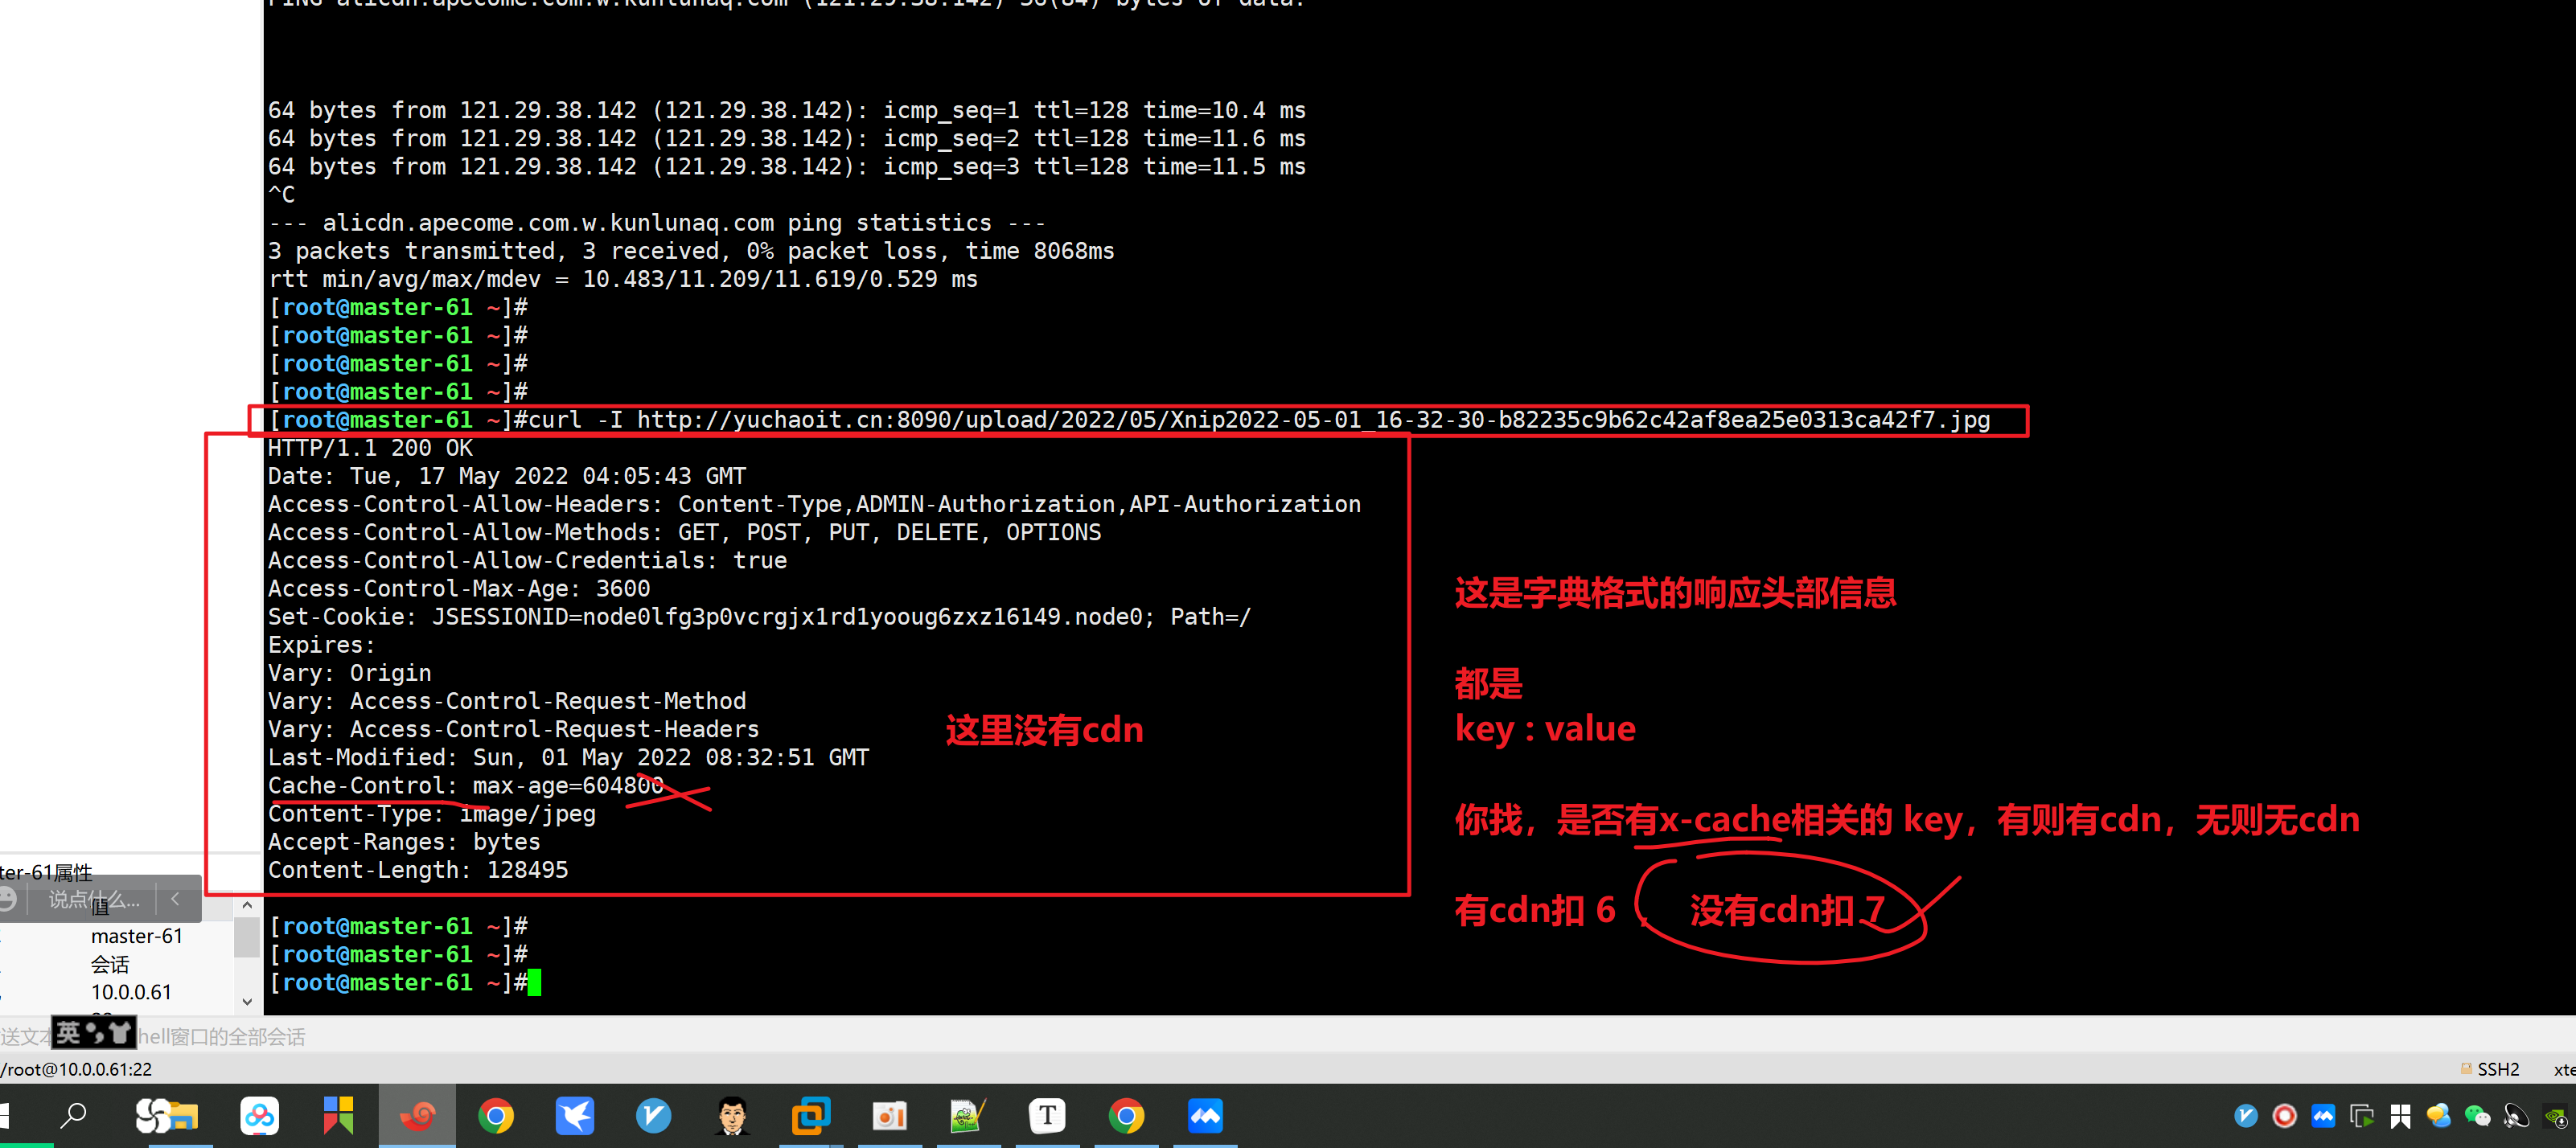 64 bytes from 121.29.38.142 (121.29.38.142): icmp_seq=1 ttl=128 time=10.4 ms
64 bytes from 121.29.38.142 (121.29.38.142): icmp_seq=2 ttl=128 time=11.6 ms
64 bytes from 121.29.38.142 (121.29.38.142): icmp_seq=3 ttl=128 time=11.5 ms
^C
--- alicdn.apecome.com.w.kunlunaq.com ping statistics ---
3 packets transmitted, 3 received, 0% packet loss, time 8068ms
rtt min/avg/max/mdev = 10.483/11.209/11.619/0.529 ms
[root@master-61 ~]#
[root@master-61 ~]#
[root@master-61 ~]#
[root@master-61 ~]#
[root@master-61 ~]#curl -I http://yuchaoit.cn:8090/upload/2022/05/Xnip2022-05-01_16-32-30-b82235c9b62c42af8ea25e0313ca42f7.jpg
HTTP/1.1 200 OK
Date: Tue, 17 May 2022 04:05:43 GMT
Access-Control-Allow-Headers: Content-Type,ADMIN-Authorization,API-Authorization
Access-Control-Allow-Methods: GET, POST, PUT, DELETE, OPTIONS
Access-Control-Allow-Credentials: true
Access-Control-Max-Age: 3600
Set-Cookie: JSESSIONID=node0lfg3p0vcrgjx1rd1yooug6zxz16149.node0; Path=/
Expires:
Vary: Origin
Vary: Access-Control-Request-Method
Vary: Access-Control-Request-Headers
Last-Modified: Sun, 01 May 2022 08:32:51 GMT
Cache-Control: max-age=604800
Content-Type: image/jpeg
Accept-Ranges: bytes
Content-Length: 128495
[root@master-61 ~]#
[root@master-61 ~]#
[root@master-61 ~]#
这里没有cdn
这是字典格式的响应头部信息
都是
key : value
你找，是否有x-cache相关的 key，有则有cdn，无则无cdn
有cdn扣 6 ， 没有cdn扣 7
ter-61属性
说点什么...
值
master-61
会话
10.0.0.61
送文本
英
hell窗口的全部会话
/root@10.0.0.61:22
SSH2
xte